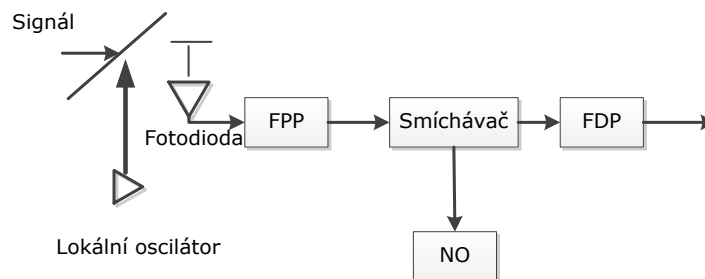 Signál
Fotodioda
FPP
Smíchávač
FDP
Lokální oscilátor
NO